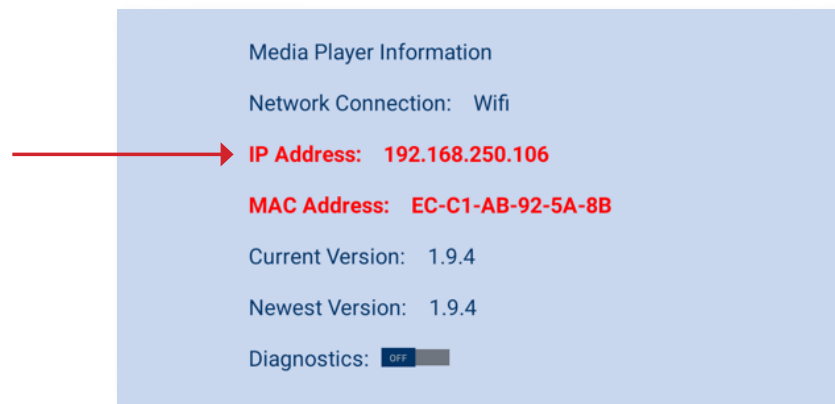 Media Player Information
Network Connection: Wifi
IP Address: 192.168.250.106
MAC Address: EC-C1-AB-92-5A-8B
Current Version: 1.9.4
Newest Version: 1.9.4
Diagnostics: OFF